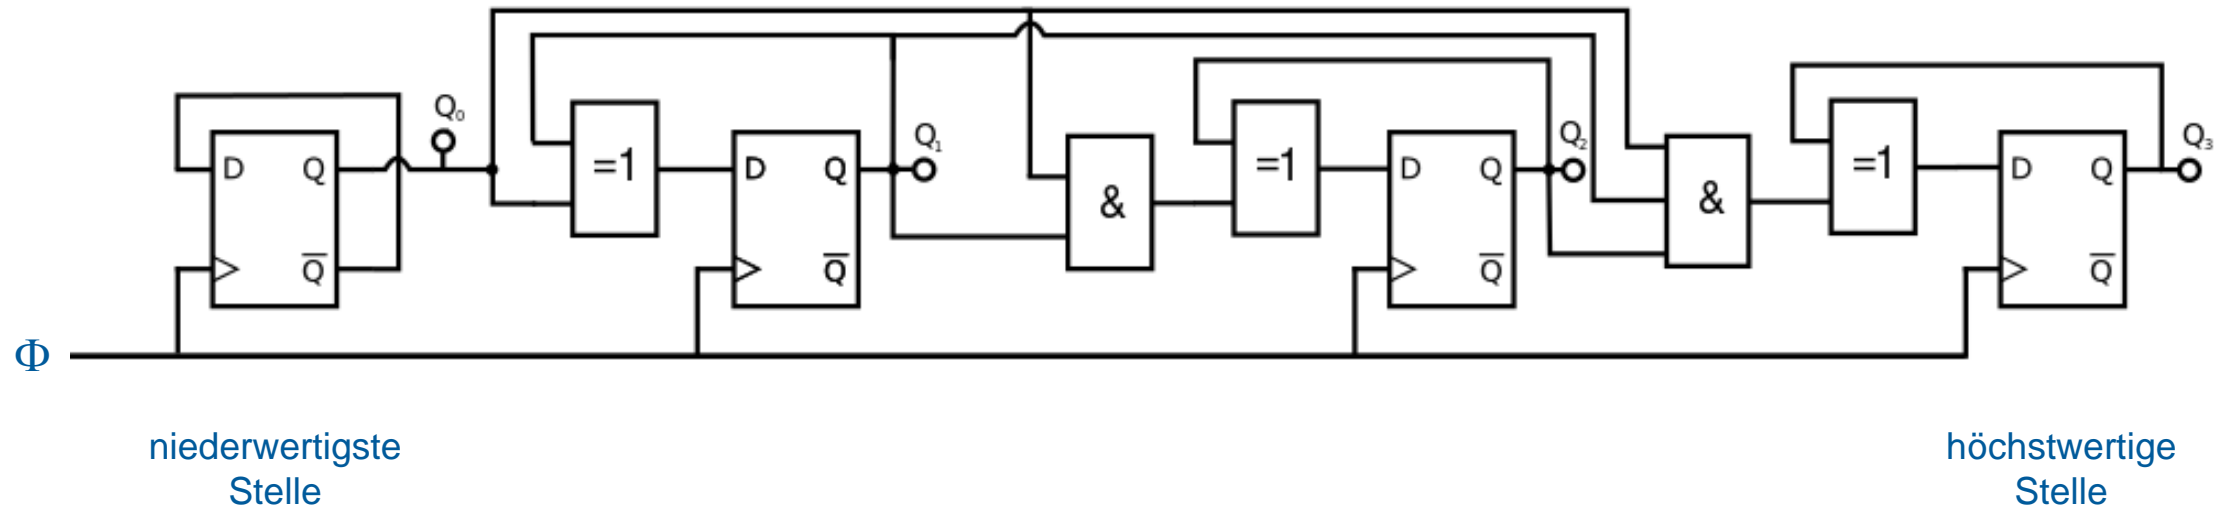 Q₀
D Q
Q̅
=1
D Q
Q̅
Q₁
&
=1
D Q
Q̅
Q₂
&
=1
D Q
Q̅
Q₃
Φ
niederwertigste
Stelle
höchstwertige
Stelle